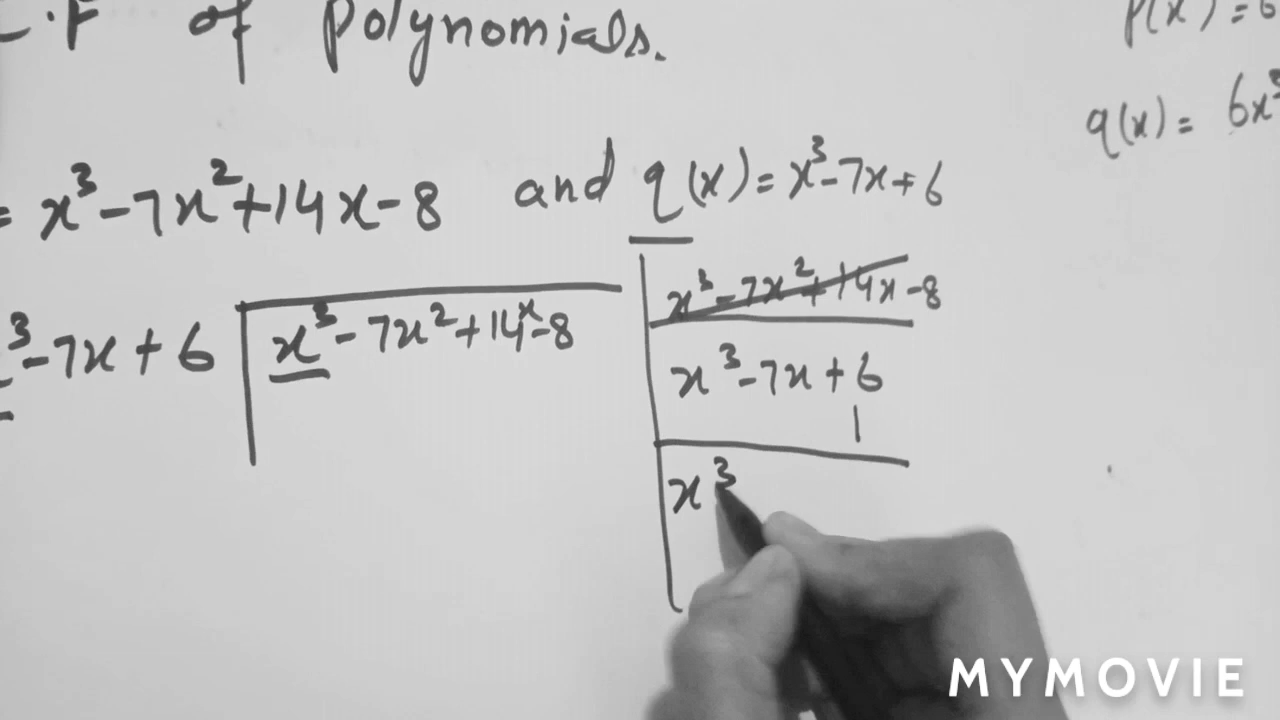 .F of polynomials.
p(x) = 6
q(x) = 6x³
= x³ - 7x² + 14x - 8 and q(x) = x³ - 7x + 6
³ - 7x + 6 x³ - 7x² + 14x - 8
x³ - 7x² + 14x - 8
x³ - 7x + 6
1
x³
MYMOVIE